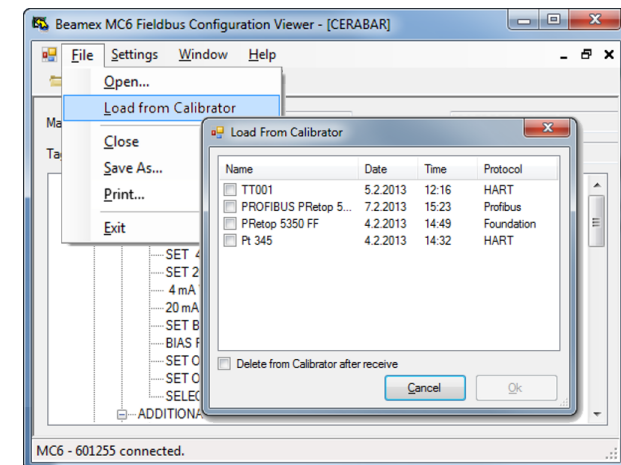 Beamex MC6 Fieldbus Configuration Viewer - [CERABAR]
File Settings Window Help
Open...
Load from Calibrator
Close
Save As...
Print...
Exit
Load From Calibrator
Name Date Time Protocol
TT001 5.2.2013 12:16 HART
PROFIBUS PRetop 5... 7.2.2013 15:23 Profibus
PRetop 5350 FF 4.2.2013 14:49 Foundation
Pt 345 4.2.2013 14:32 HART
Delete from Calibrator after receive
Cancel Ok
Ma
Ta
SET 4
SET 2
4 mA
20 mA
SET B
BIAS F
SET O
SET O
SELEC
ADDITIONA
MC6 - 601255 connected.